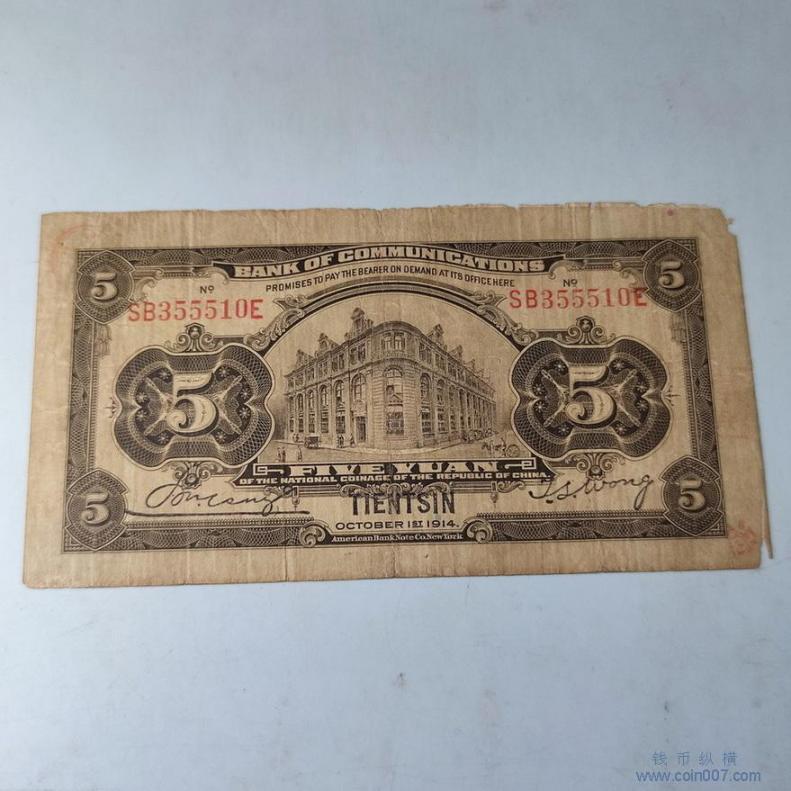 BANK OF COMMUNICATIONS
PROMISES TO PAY THE BEARER ON DEMAND AT ITS OFFICE HERE
5 5
Nº Nº
SB355510E SB355510E
5 5
FIVE YUAN
OF THE NATIONAL COINAGE OF THE REPUBLIC OF CHINA.
T.S. Wong
TIENTSIN
5 5
OCTOBER 1ST 1914.
American Bank Note Co. New York
钱币纵横
www.coin007.com